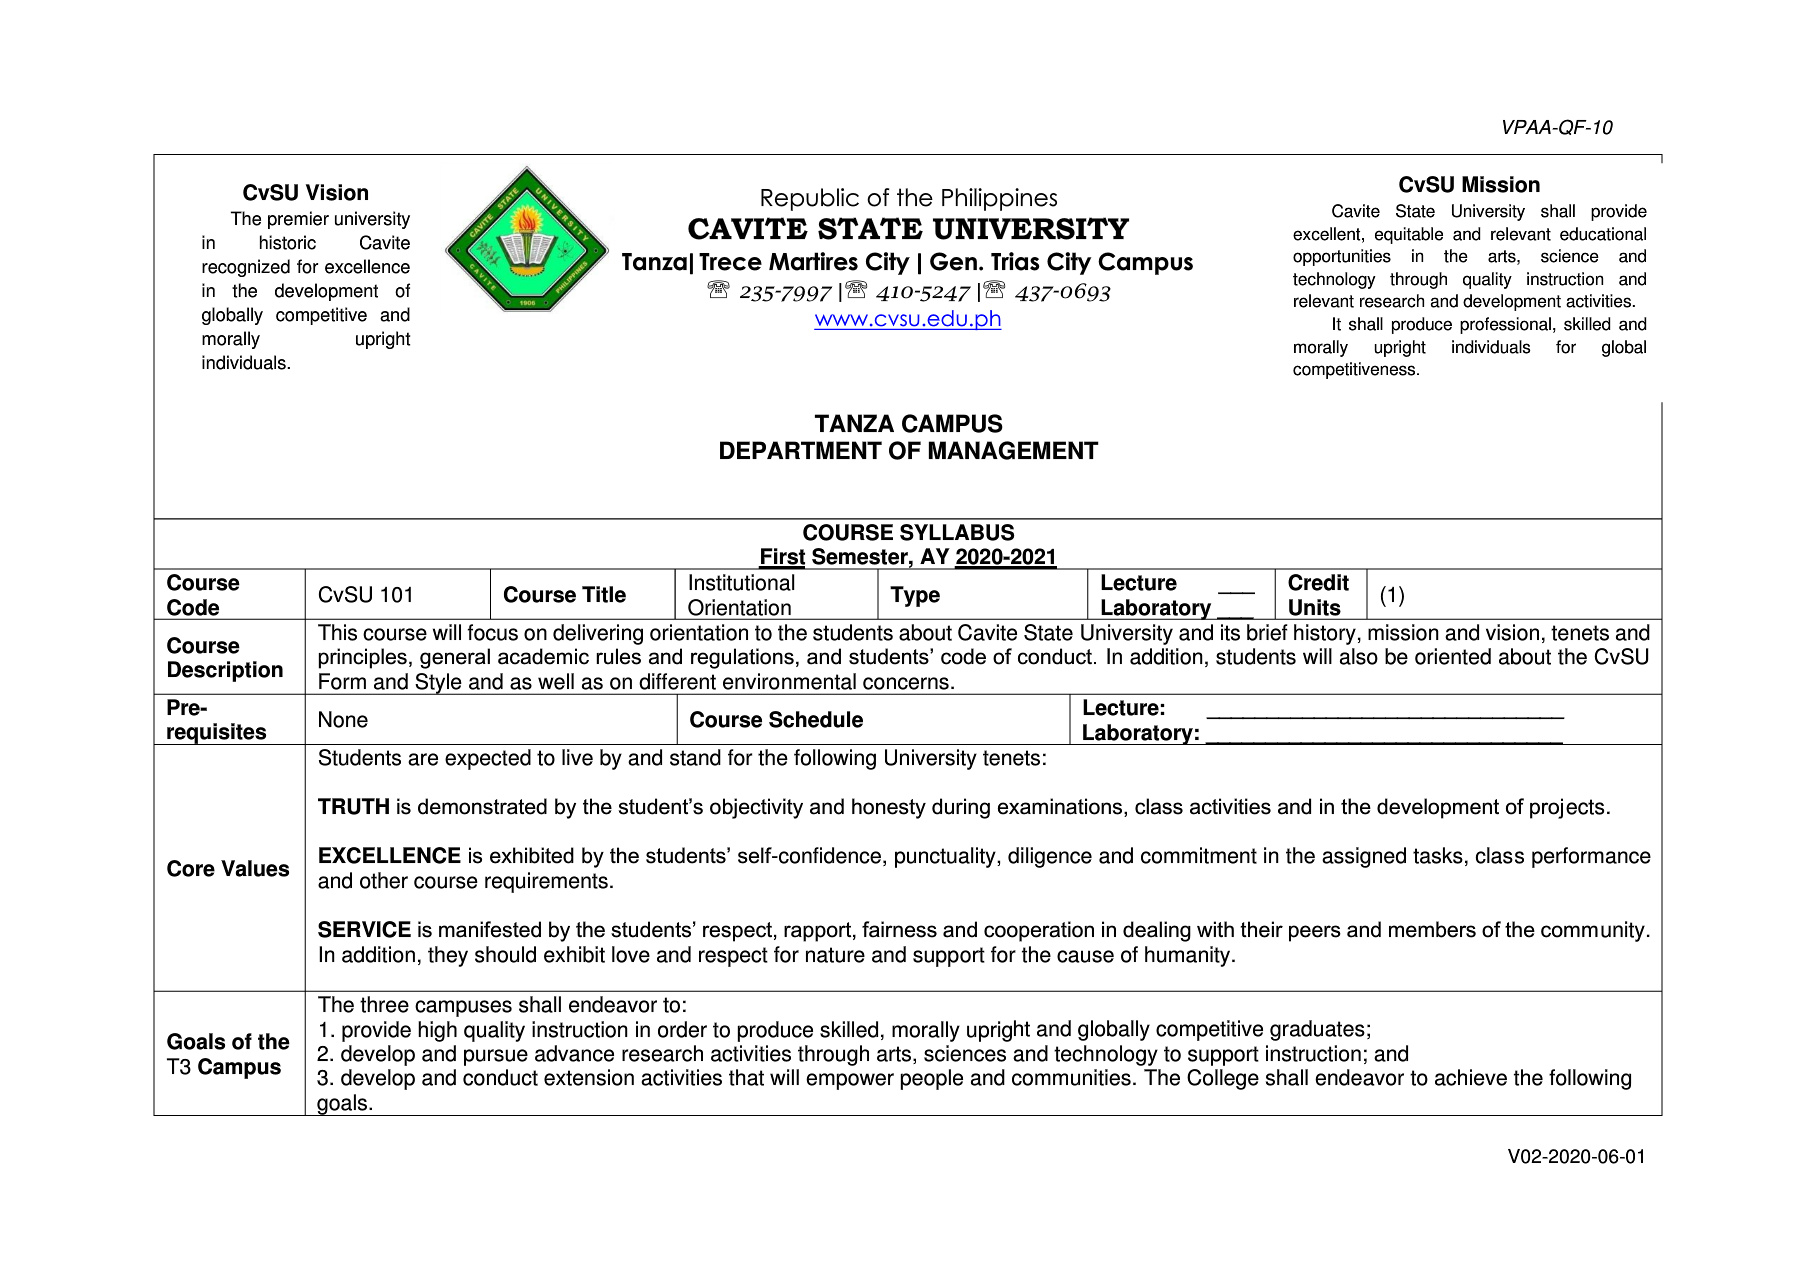 VPAA-QF-10
CvSU Vision
The premier university
in historic Cavite
recognized for excellence
in the development of
globally competitive and
morally upright
individuals.
CAVITE STATE UNIVERSITY
CAVITE
PHILIPPINES
1906
Republic of the Philippines
CAVITE STATE UNIVERSITY
Tanza| Trece Martires City | Gen. Trias City Campus
☏ 235-7997 |☏ 410-5247 |☏ 437-0693
www.cvsu.edu.ph
CvSU Mission
Cavite State University shall provide
excellent, equitable and relevant educational
opportunities in the arts, science and
technology through quality instruction and
relevant research and development activities.
It shall produce professional, skilled and
morally upright individuals for global
competitiveness.
TANZA CAMPUS
DEPARTMENT OF MANAGEMENT
COURSE SYLLABUS
First Semester, AY 2020-2021
Course
Code
CvSU 101
Course Title
Institutional
Orientation
Type
Lecture ___
Laboratory ___
Credit
Units
(1)
Course
Description
This course will focus on delivering orientation to the students about Cavite State University and its brief history, mission and vision, tenets and
principles, general academic rules and regulations, and students’ code of conduct. In addition, students will also be oriented about the CvSU
Form and Style and as well as on different environmental concerns.
Pre-
requisites
None
Course Schedule
Lecture: ______________________________
Laboratory: ______________________________
Core Values
Students are expected to live by and stand for the following University tenets:
TRUTH is demonstrated by the student’s objectivity and honesty during examinations, class activities and in the development of projects.
EXCELLENCE is exhibited by the students’ self-confidence, punctuality, diligence and commitment in the assigned tasks, class performance
and other course requirements.
SERVICE is manifested by the students’ respect, rapport, fairness and cooperation in dealing with their peers and members of the community.
In addition, they should exhibit love and respect for nature and support for the cause of humanity.
Goals of the
T3 Campus
The three campuses shall endeavor to:
1. provide high quality instruction in order to produce skilled, morally upright and globally competitive graduates;
2. develop and pursue advance research activities through arts, sciences and technology to support instruction; and
3. develop and conduct extension activities that will empower people and communities. The College shall endeavor to achieve the following
goals.
V02-2020-06-01